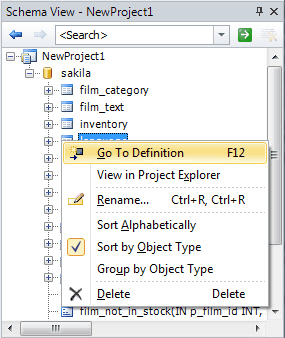 Schema View - NewProject1
<Search>
NewProject1
sakila
film_category
film_text
inventory
Go To Definition F12
View in Project Explorer
Rename... Ctrl+R, Ctrl+R
Sort Alphabetically
Sort by Object Type
Group by Object Type
Delete Delete
film_not_in_stock(IN p_film_id INT,